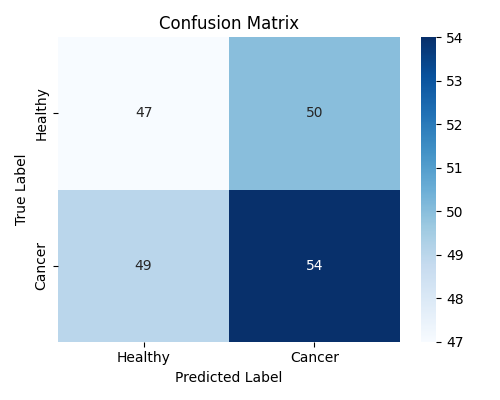 Confusion Matrix
Healthy
47
50
True Label
Cancer
49
54
Healthy
Cancer
Predicted Label
54
53
52
51
50
49
48
47